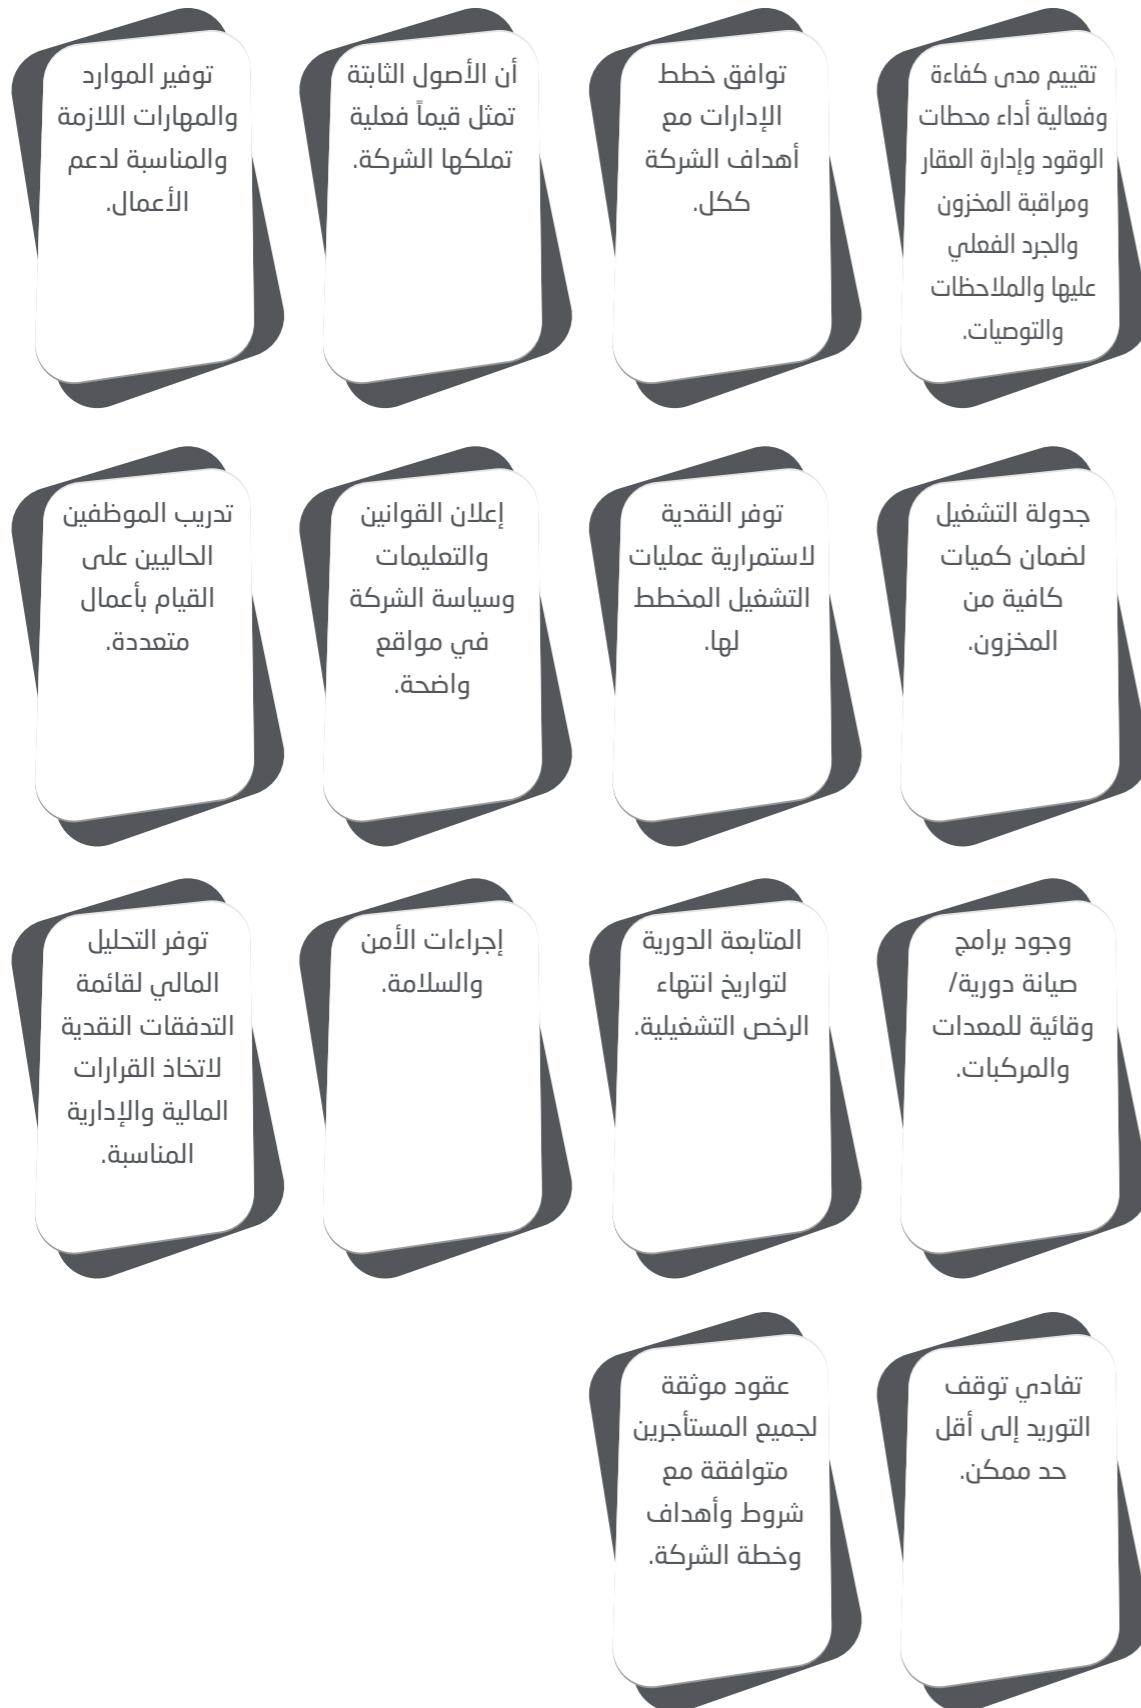 تقييم مدى كفاءة
وفعالية أداء محطات
الوقود وإدارة العقار
ومراقبة المخزون
والجرد الفعلي
عليها والملاحظات
والتوصيات.
توافق خطط
الإدارات مع
أهداف الشركة
ككل.
أن الأصول الثابتة
تمثل قيماً فعلية
تملكها الشركة.
توفير الموارد
والمهارات اللازمة
والمناسبة لدعم
الأعمال.
جدولة التشغيل
لضمان كميات
كافية من
المخزون.
توفر النقدية
لاستمرارية عمليات
التشغيل المخطط
لها.
إعلان القوانين
والتعليمات
وسياسة الشركة
في مواقع
واضحة.
تدريب الموظفين
الحاليين على
القيام بأعمال
متعددة.
وجود برامج
صيانة دورية/
وقائية للمعدات
والمركبات.
المتابعة الدورية
لتواريخ انتهاء
الرخص التشغيلية.
إجراءات الأمن
والسلامة.
توفر التحليل
المالي لقائمة
التدفقات النقدية
لاتخاذ القرارات
المالية والإدارية
المناسبة.
تفادي توقف
التوريد إلى أقل
حد ممكن.
عقود موثقة
لجميع المستأجرين
متوافقة مع
شروط وأهداف
وخطة الشركة.